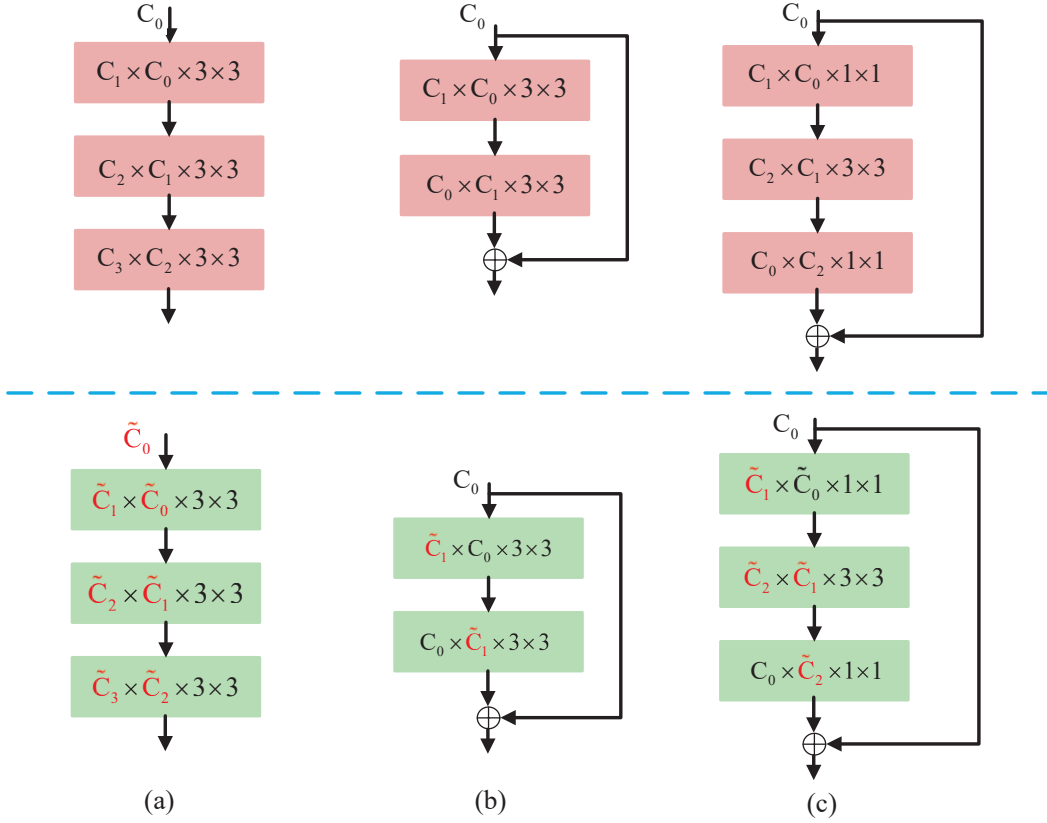 C₀
C₁ × C₀ × 3 × 3
C₂ × C₁ × 3 × 3
C₃ × C₂ × 3 × 3
C₀
C₁ × C₀ × 3 × 3
C₀ × C₁ × 3 × 3
C₀
C₁ × C₀ × 1 × 1
C₂ × C₁ × 3 × 3
C₀ × C₂ × 1 × 1
C̃₀
C̃₁ × C̃₀ × 3 × 3
C̃₂ × C̃₁ × 3 × 3
C̃₃ × C̃₂ × 3 × 3
(a)
C₀
C̃₁ × C₀ × 3 × 3
C₀ × C̃₁ × 3 × 3
(b)
C₀
C̃₁ × C̃₀ × 1 × 1
C̃₂ × C̃₁ × 3 × 3
C₀ × C̃₂ × 1 × 1
(c)